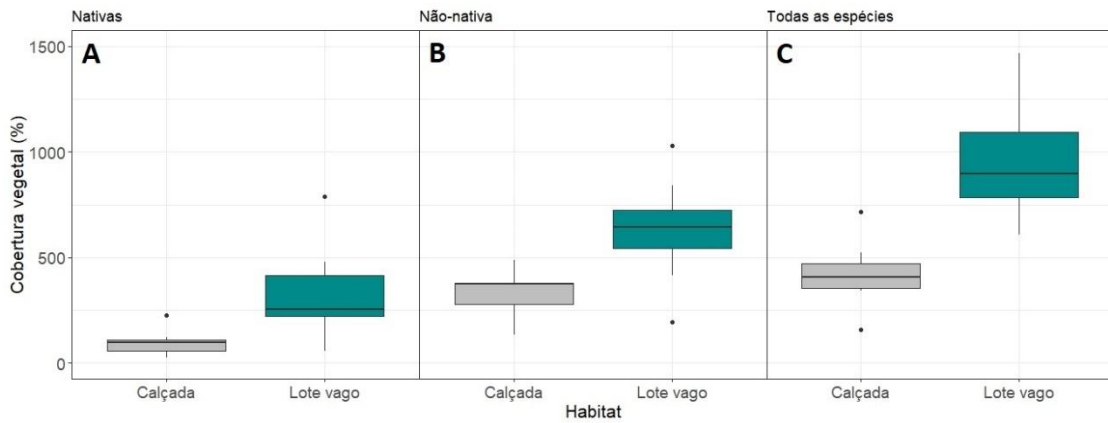 Nativas
Não-nativa
Todas as espécies
A
B
C
Cobertura vegetal (%)
1500
1000
500
0
Calçada
Lote vago
Calçada
Lote vago
Calçada
Lote vago
Habitat